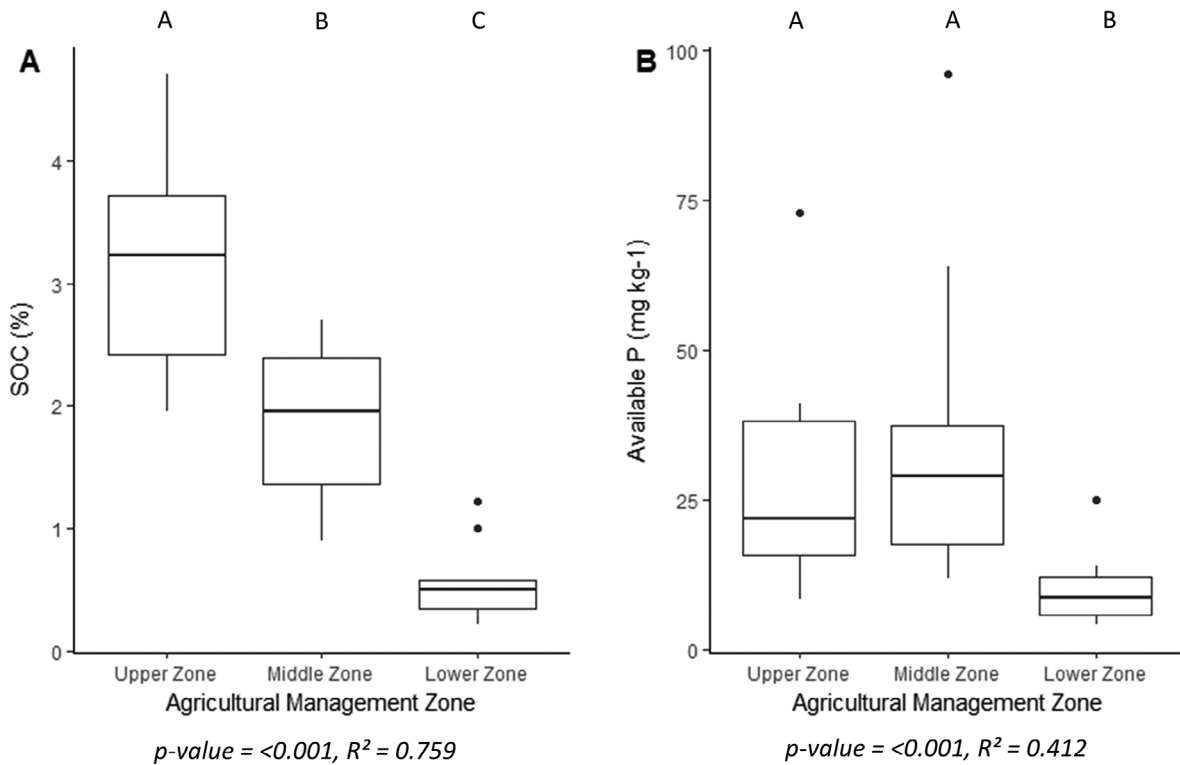 A B C
A
SOC (%)
4
3
2
1
0
Upper Zone Middle Zone Lower Zone
Agricultural Management Zone
p-value = <0.001, R² = 0.759
A A B
B
Available P (mg kg-1)
100
75
50
25
0
Upper Zone Middle Zone Lower Zone
Agricultural Management Zone
p-value = <0.001, R² = 0.412